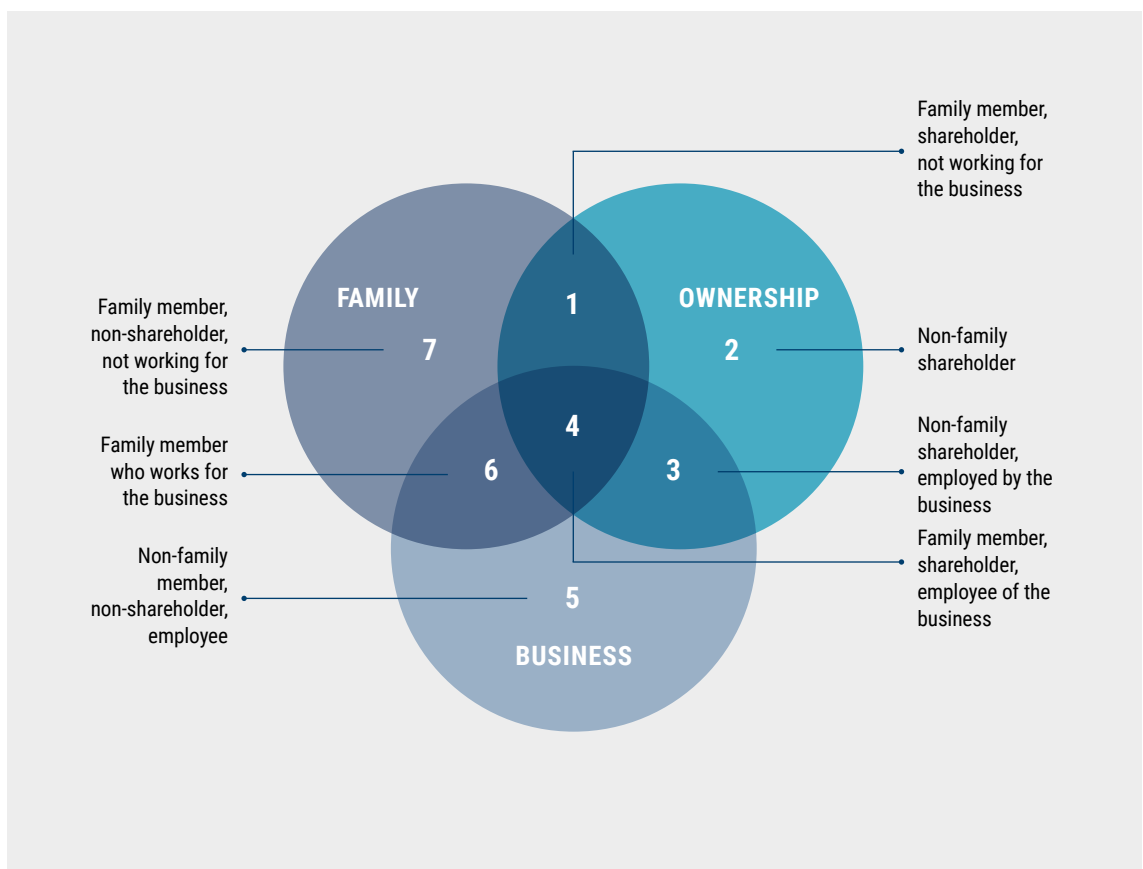 Family member,
shareholder,
not working for
the business
FAMILY
OWNERSHIP
1
7
2
Family member,
non-shareholder,
not working for
the business
Non-family
shareholder
4
6
3
Family member
who works for
the business
Non-family
shareholder,
employed by the
business
Family member,
shareholder,
employee of the
business
Non-family
member,
non-shareholder,
employee
5
BUSINESS